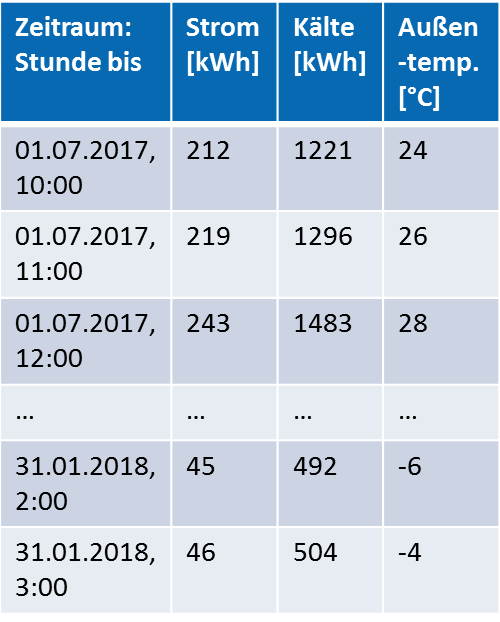 Zeitraum: Strom Kälte Außen
Stunde bis [kWh] [kWh] -temp.
[°C]
01.07.2017, 212 1221 24
10:00
01.07.2017, 219 1296 26
11:00
01.07.2017, 243 1483 28
12:00
... ... ... ...
31.01.2018, 45 492 -6
2:00
31.01.2018, 46 504 -4
3:00